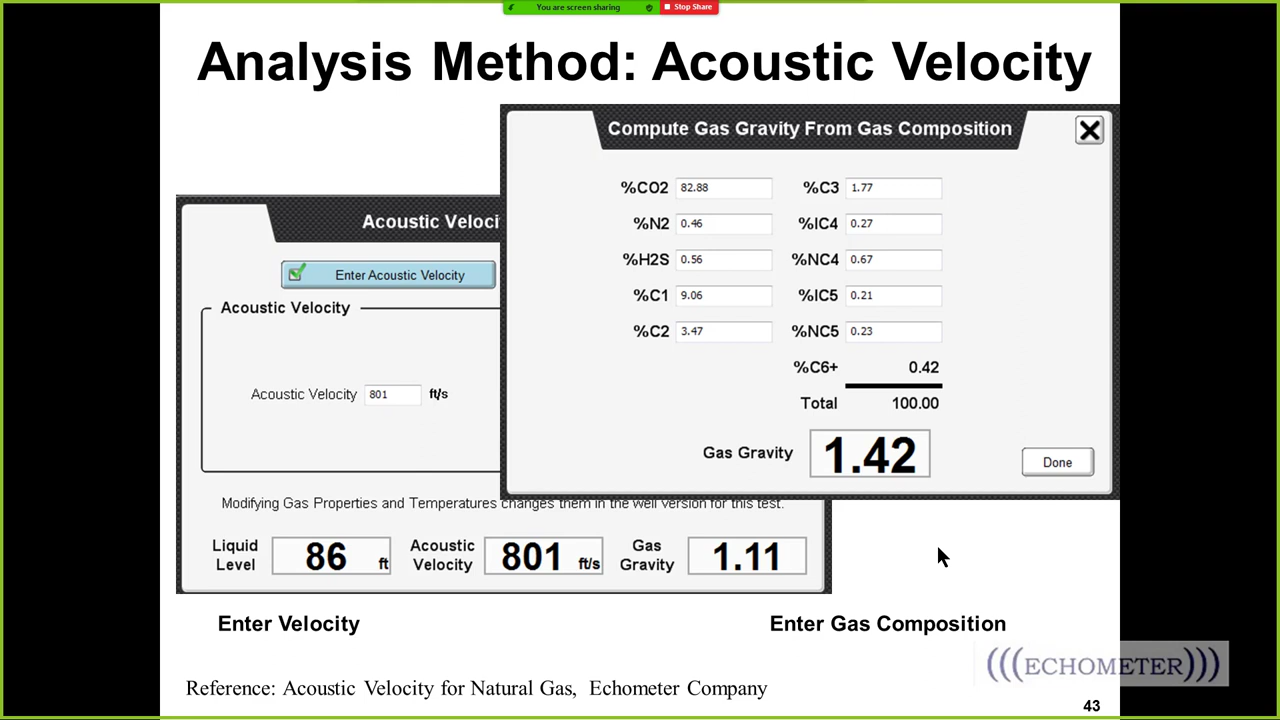 You are screen sharing
Stop Share
Analysis Method: Acoustic Velocity
Compute Gas Gravity From Gas Composition
%CO2 82.88 %C3 1.77
%N2 0.46 %IC4 0.27
%H2S 0.56 %NC4 0.67
%C1 9.06 %IC5 0.21
%C2 3.47 %NC5 0.23
%C6+ 0.42
Total 100.00
Gas Gravity 1.42
Done
Enter Acoustic Velocity
Acoustic Velocity
Acoustic Velocity 801 ft/s
Modifying Gas Properties and Temperatures changes them in the well version for this test.
Liquid Level 86 ft Acoustic Velocity 801 ft/s Gas Gravity 1.11
Enter Velocity
Enter Gas Composition
(((ECHOMETER)))
Reference: Acoustic Velocity for Natural Gas, Echometer Company
43